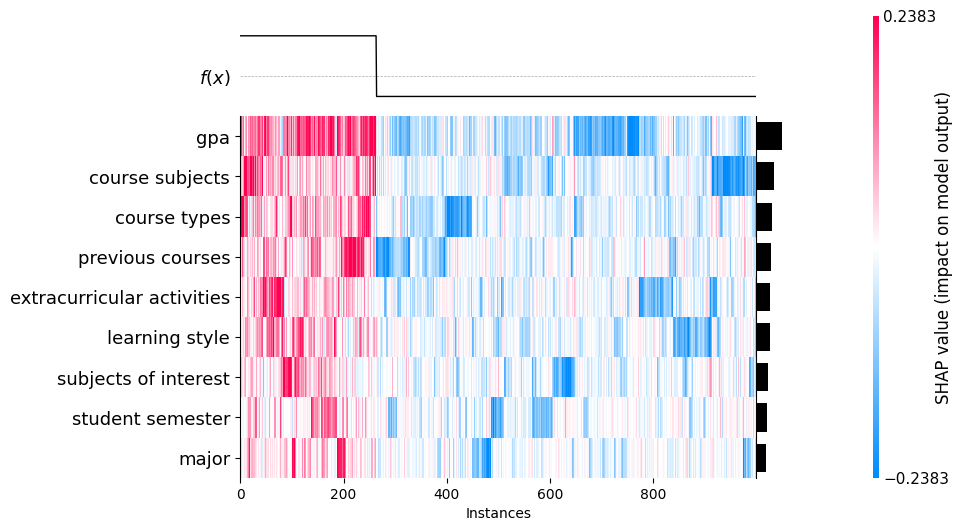 0.2383
f(x)
gpa
course subjects
course types
previous courses
extracurricular activities
learning style
subjects of interest
student semester
major
0 200 400 600 800
Instances
SHAP value (impact on model output)
−0.2383